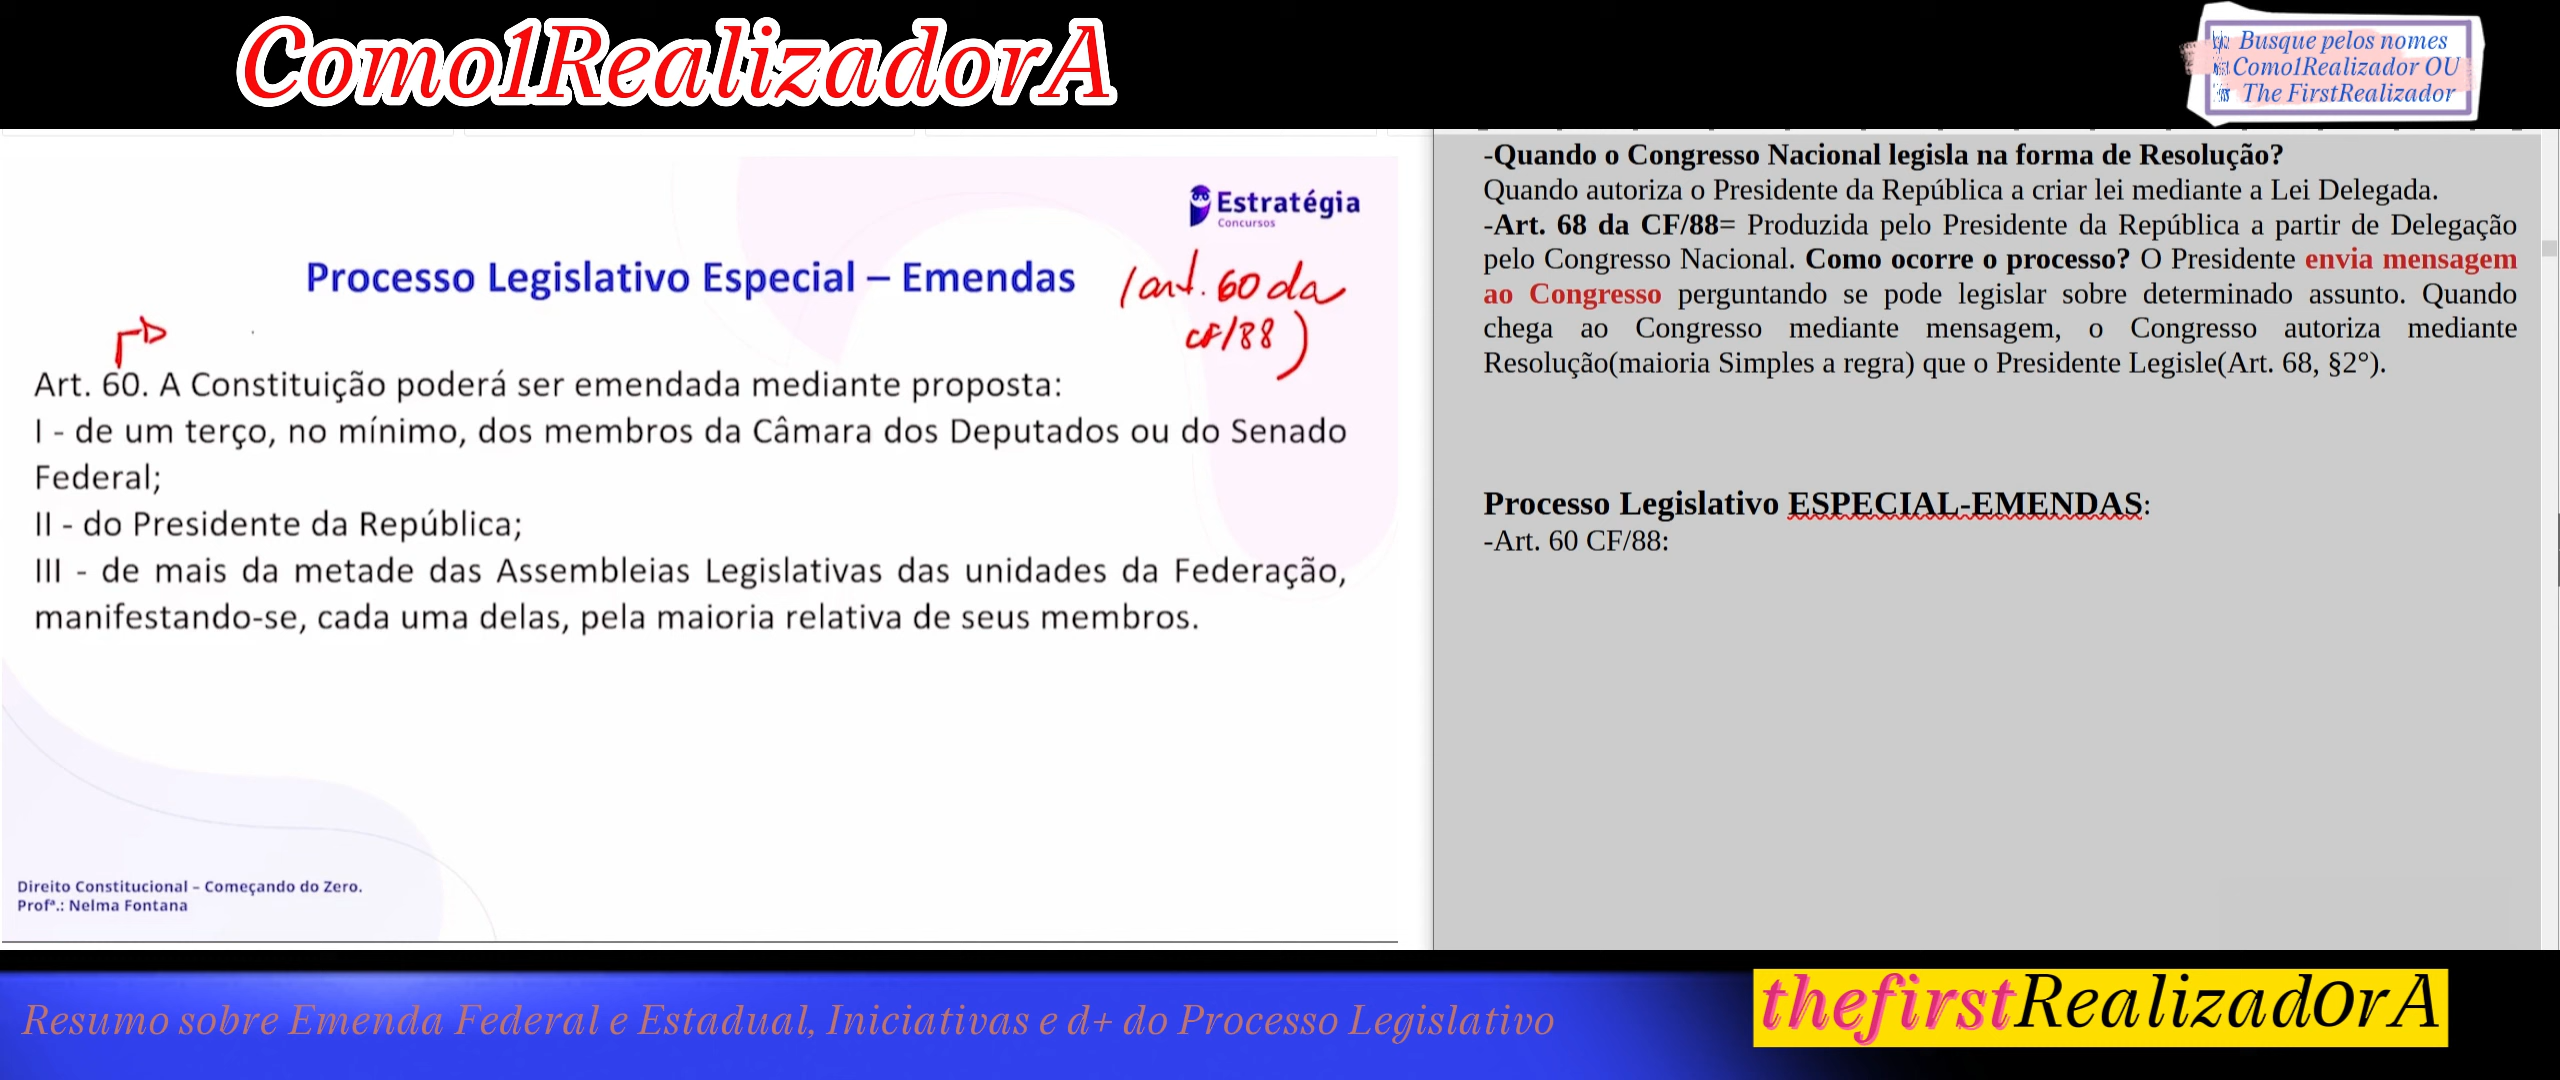 Como1RealizadorA
Busque pelos nomes
Como1Realizador OU
The FirstRealizador
Estratégia
Concursos
Processo Legislativo Especial – Emendas
(art. 60 da
CF/88)
Art. 60. A Constituição poderá ser emendada mediante proposta:
I - de um terço, no mínimo, dos membros da Câmara dos Deputados ou do Senado
Federal;
II - do Presidente da República;
III - de mais da metade das Assembleias Legislativas das unidades da Federação,
manifestando-se, cada uma delas, pela maioria relativa de seus membros.
Direito Constitucional – Começando do Zero.
Profª.: Nelma Fontana
-Quando o Congresso Nacional legisla na forma de Resolução?
Quando autoriza o Presidente da República a criar lei mediante a Lei Delegada.
-Art. 68 da CF/88= Produzida pelo Presidente da República a partir de Delegação
pelo Congresso Nacional. Como ocorre o processo? O Presidente envia mensagem
ao Congresso perguntando se pode legislar sobre determinado assunto. Quando
chega ao Congresso mediante mensagem, o Congresso autoriza mediante
Resolução(maioria Simples a regra) que o Presidente Legisle(Art. 68, §2°).
Processo Legislativo ESPECIAL-EMENDAS:
-Art. 60 CF/88:
Resumo sobre Emenda Federal e Estadual, Iniciativas e d+ do Processo Legislativo
thefirstRealizadOrA